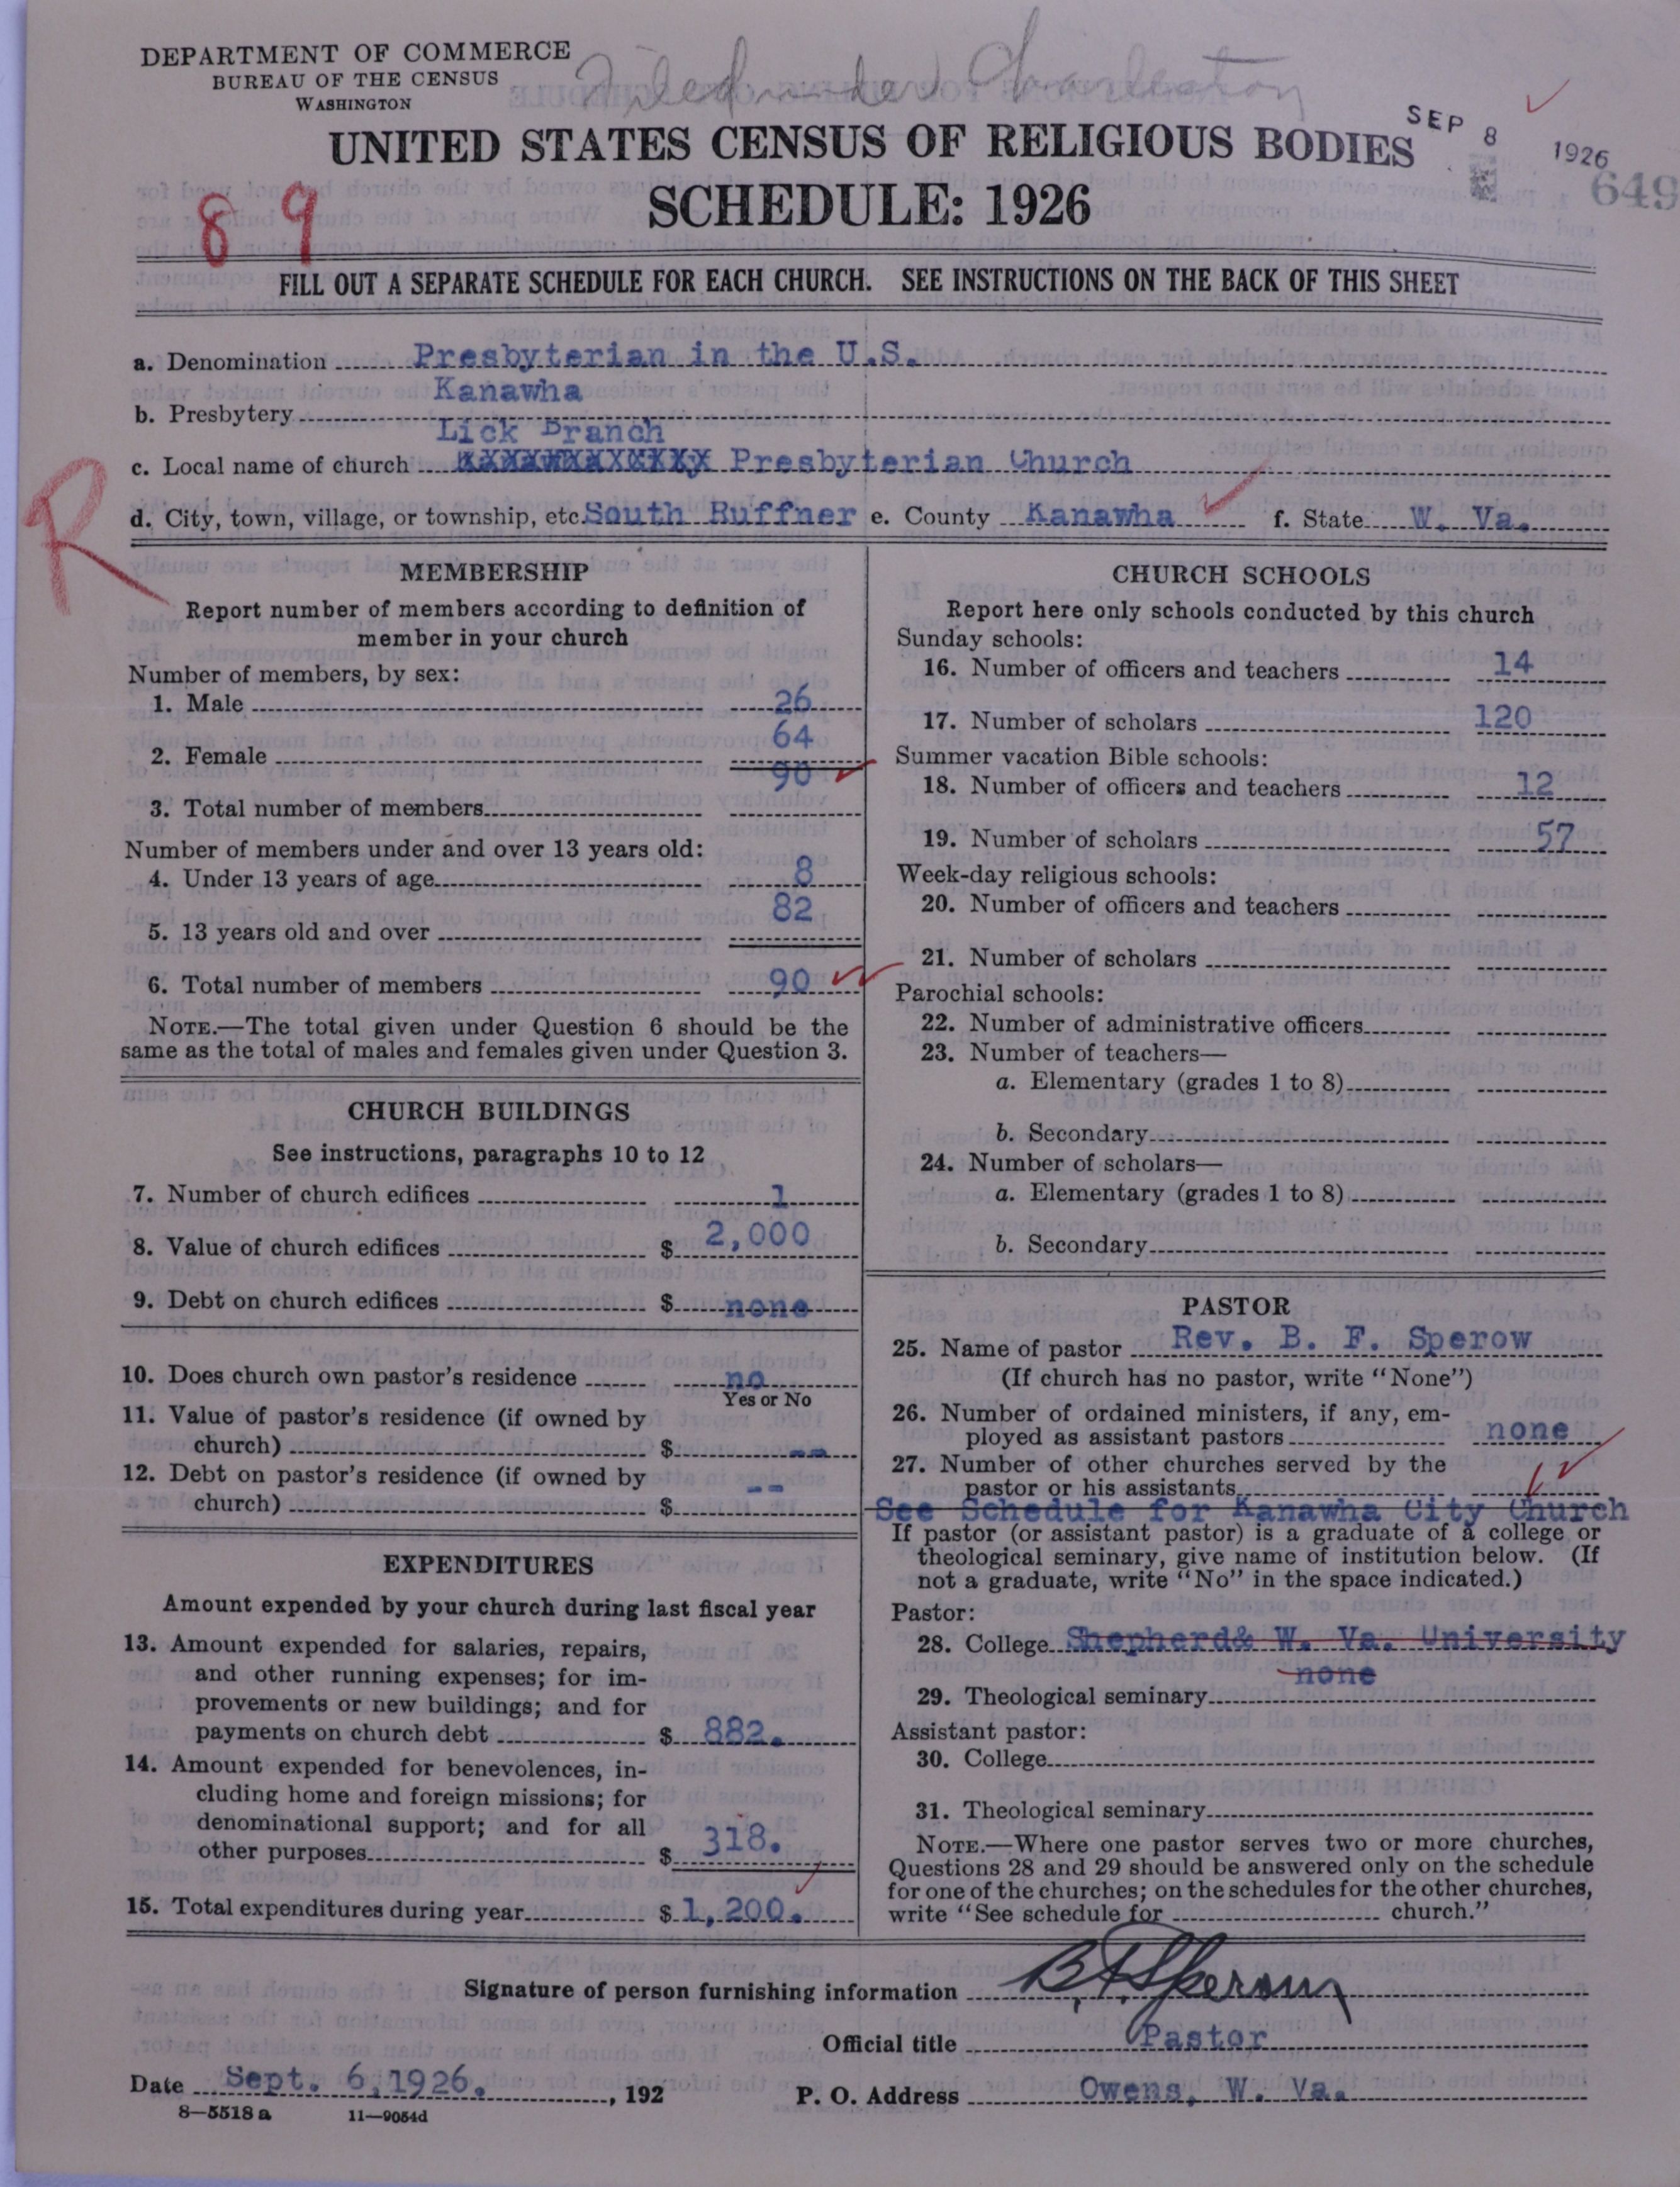 DEPARTMENT OF COMMERCE
BUREAU OF THE CENSUS
WASHINGTON
Filed under Charleston
UNITED STATES CENSUS OF RELIGIOUS BODIES
SEP 8 1926
649
SCHEDULE: 1926
89
FILL OUT A SEPARATE SCHEDULE FOR EACH CHURCH. SEE INSTRUCTIONS ON THE BACK OF THIS SHEET
a. Denomination Presbyterian in the U.S.
Kanawha
b. Presbytery
Lick Branch
c. Local name of church Presbyterian Church
R
d. City, town, village, or township, etc. South Ruffner e. County Kanawha f. State W. Va.
MEMBERSHIP
Report number of members according to definition of
member in your church
Number of members, by sex:
1. Male 26
2. Female 64
90
3. Total number of members
Number of members under and over 13 years old:
4. Under 13 years of age 8
5. 13 years old and over 82
6. Total number of members 90
NOTE.—The total given under Question 6 should be the
same as the total of males and females given under Question 3.
CHURCH BUILDINGS
See instructions, paragraphs 10 to 12
7. Number of church edifices 1
8. Value of church edifices $ 2,000
9. Debt on church edifices $ none
10. Does church own pastor's residence no
Yes or No
11. Value of pastor's residence (if owned by
church) $ --
12. Debt on pastor's residence (if owned by
church) $ --
EXPENDITURES
Amount expended by your church during last fiscal year
13. Amount expended for salaries, repairs,
and other running expenses; for im-
provements or new buildings; and for
payments on church debt $ 882.
14. Amount expended for benevolences, in-
cluding home and foreign missions; for
denominational support; and for all
other purposes $ 318.
15. Total expenditures during year $ 1,200.
CHURCH SCHOOLS
Report here only schools conducted by this church
Sunday schools:
16. Number of officers and teachers 14
17. Number of scholars 120
Summer vacation Bible schools:
18. Number of officers and teachers 12
19. Number of scholars 57
Week-day religious schools:
20. Number of officers and teachers
21. Number of scholars
Parochial schools:
22. Number of administrative officers
23. Number of teachers—
a. Elementary (grades 1 to 8)
b. Secondary
24. Number of scholars—
a. Elementary (grades 1 to 8)
b. Secondary
PASTOR
25. Name of pastor Rev. B. F. Sperow
(If church has no pastor, write "None")
26. Number of ordained ministers, if any, em-
ployed as assistant pastors none
27. Number of other churches served by the
pastor or his assistants
See Schedule for Kanawha City Church
If pastor (or assistant pastor) is a graduate of a college or
theological seminary, give name of institution below. (If
not a graduate, write "No" in the space indicated.)
Pastor:
28. College Shepherd& W. Va. University
none
29. Theological seminary
Assistant pastor:
30. College
31. Theological seminary
NOTE.—Where one pastor serves two or more churches,
Questions 28 and 29 should be answered only on the schedule
for one of the churches; on the schedules for the other churches,
write "See schedule for church."
Signature of person furnishing information B.F. Sperow
Official title Pastor
Date Sept. 6, 1926. , 192 P. O. Address Owens, W. Va.
8—5518 a 11—9054d